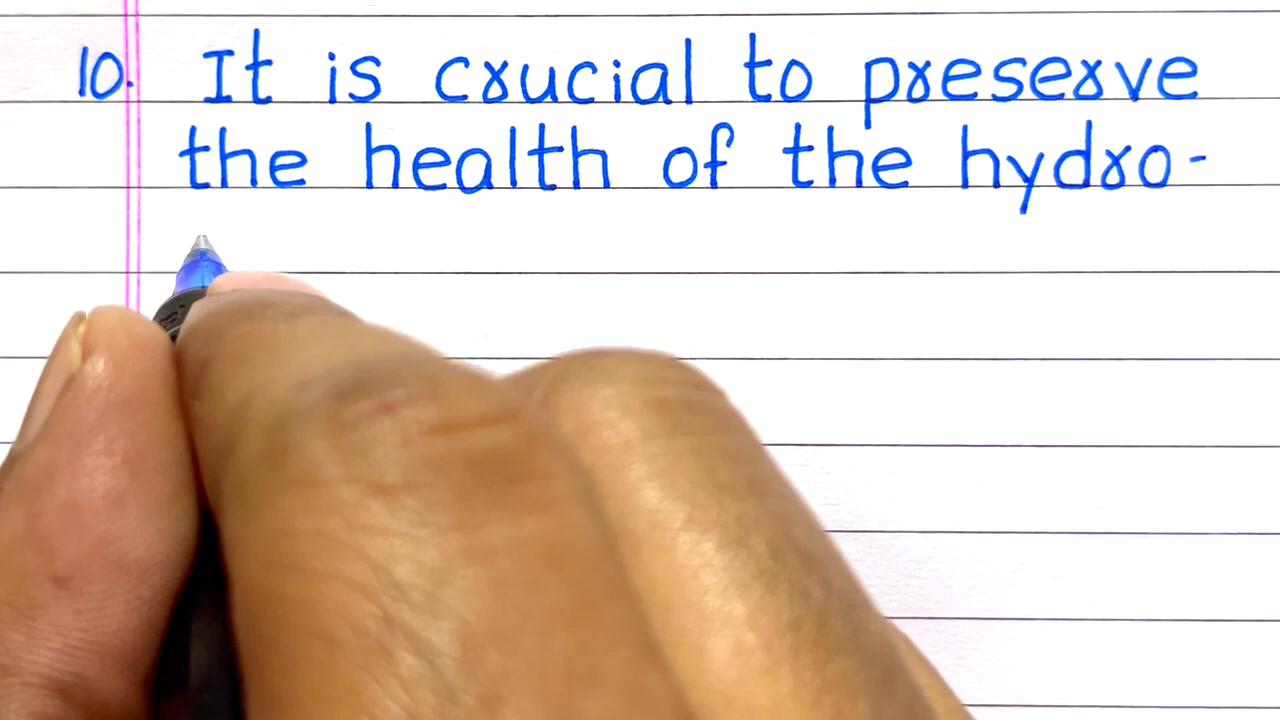 10. It is crucial to preserve
the health of the hydro-